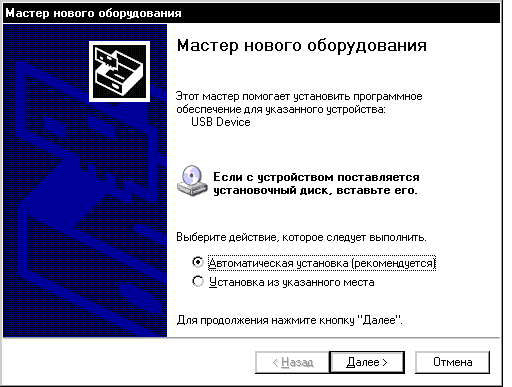 Мастер нового оборудования
Мастер нового оборудования
Этот мастер помогает установить программное
обеспечение для указанного устройства:
USB Device
Если с устройством поставляется
установочный диск, вставьте его.
Выберите действие, которое следует выполнить.
Автоматическая установка (рекомендуется)
Установка из указанного места
Для продолжения нажмите кнопку "Далее".
< Назад
Далее >
Отмена